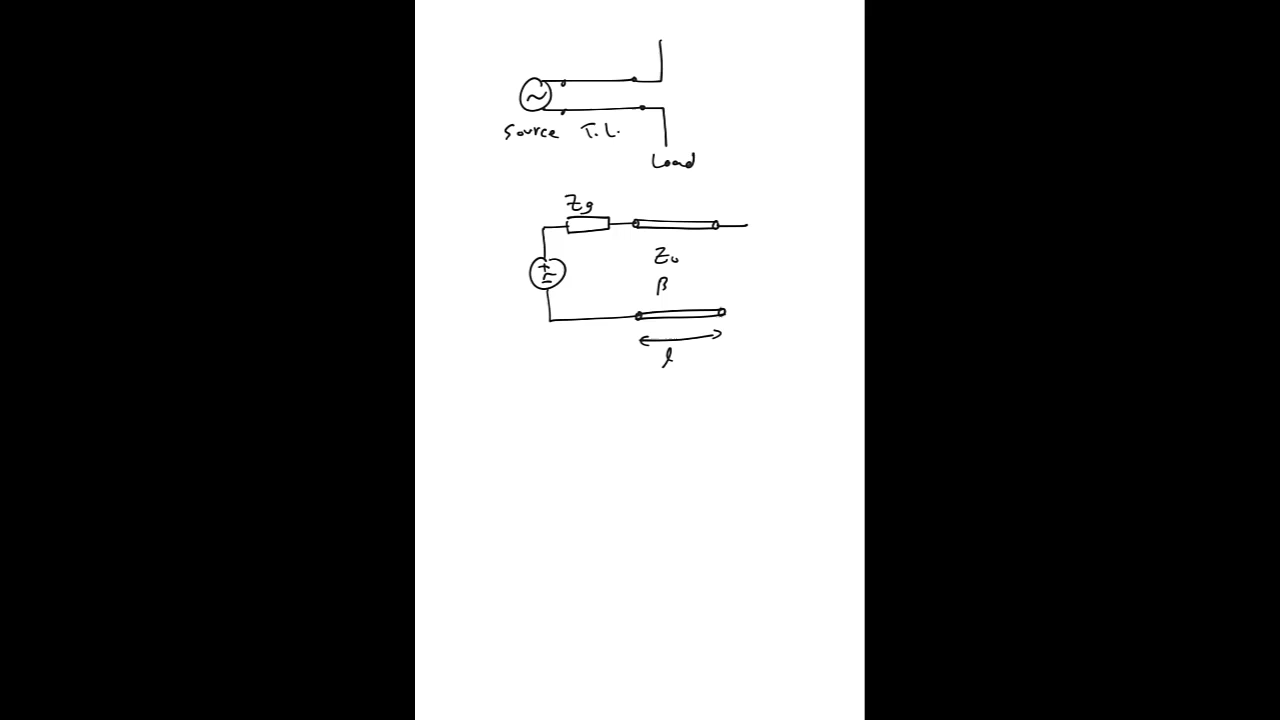 Source T.L.
Load
Zg
Z₀
β
l